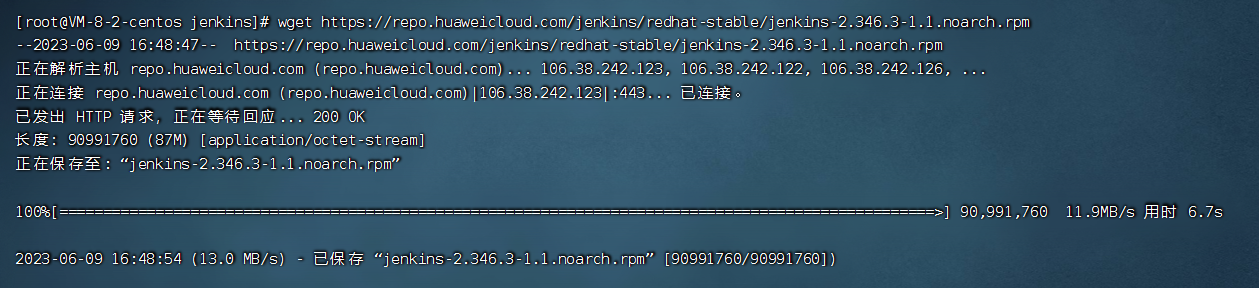 [root@VM-8-2-centos jenkins]# wget https://repo.huaweicloud.com/jenkins/redhat-stable/jenkins-2.346.3-1.1.noarch.rpm
--2023-06-09 16:48:47--  https://repo.huaweicloud.com/jenkins/redhat-stable/jenkins-2.346.3-1.1.noarch.rpm
正在解析主机 repo.huaweicloud.com (repo.huaweicloud.com)... 106.38.242.123, 106.38.242.122, 106.38.242.126, ...
正在连接 repo.huaweicloud.com (repo.huaweicloud.com)|106.38.242.123|:443... 已连接。
已发出 HTTP 请求，正在等待回应... 200 OK
长度：90991760 (87M) [application/octet-stream]
正在保存至: “jenkins-2.346.3-1.1.noarch.rpm”
100%[====================================================================================================>] 90,991,760  11.9MB/s 用时 6.7s
2023-06-09 16:48:54 (13.0 MB/s) - 已保存 “jenkins-2.346.3-1.1.noarch.rpm” [90991760/90991760])